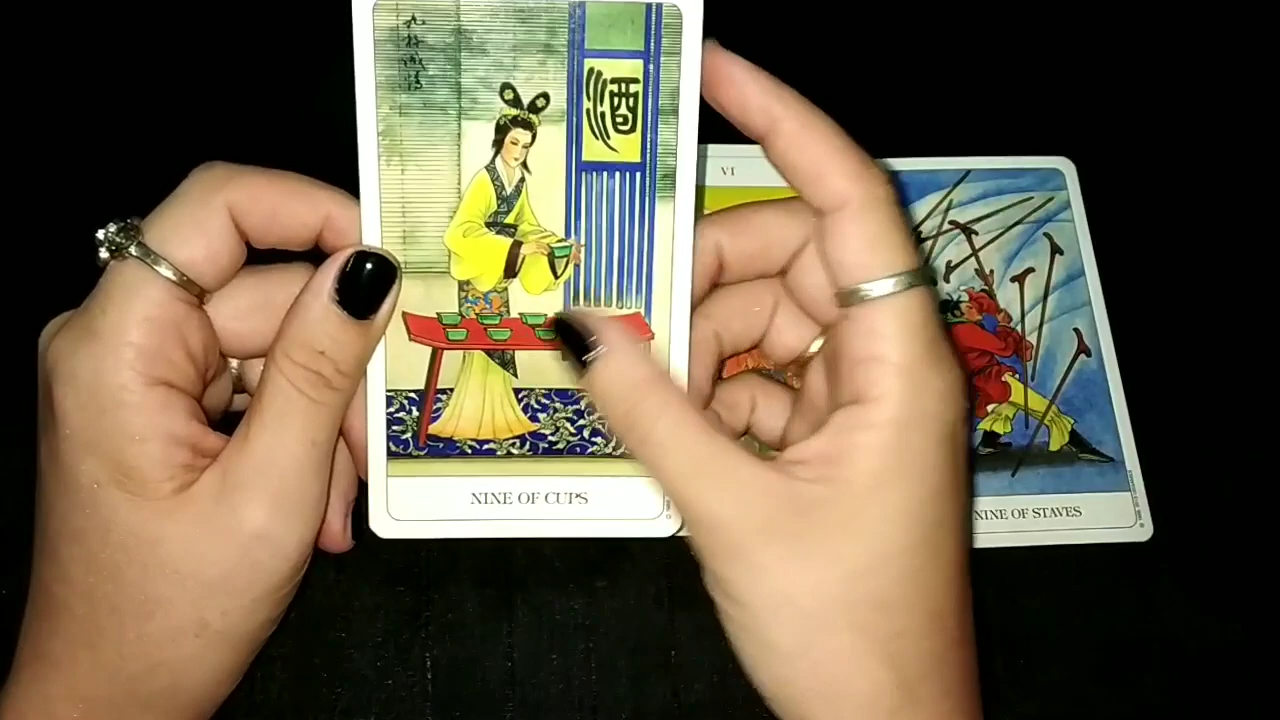 酒
NINE OF CUPS
VI
NINE OF STAVES